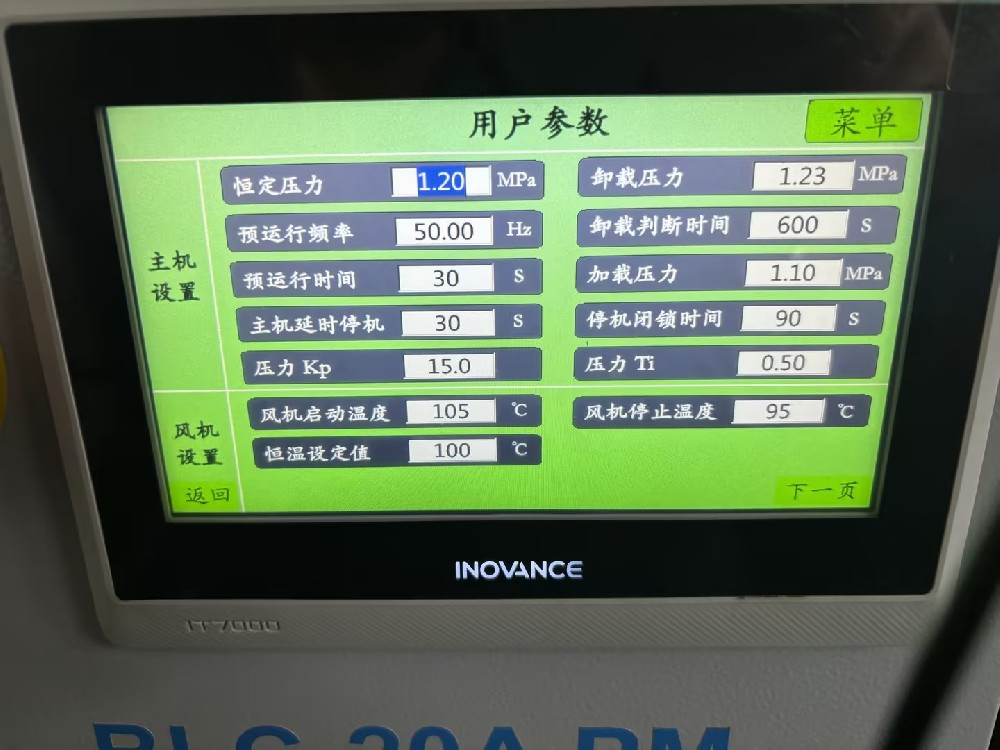 用户参数
菜单
主机
设置
恒定压力 1.20 MPa
卸载压力 1.23 MPa
预运行频率 50.00 Hz
卸载判断时间 600 S
预运行时间 30 S
加载压力 1.10 MPa
主机延时停机 30 S
停机闭锁时间 90 S
压力 Kp 15.0
压力 Ti 0.50
风机
设置
风机启动温度 105 ℃
风机停止温度 95 ℃
恒温设定值 100 ℃
返回
下一页
INOVANCE
IT7000